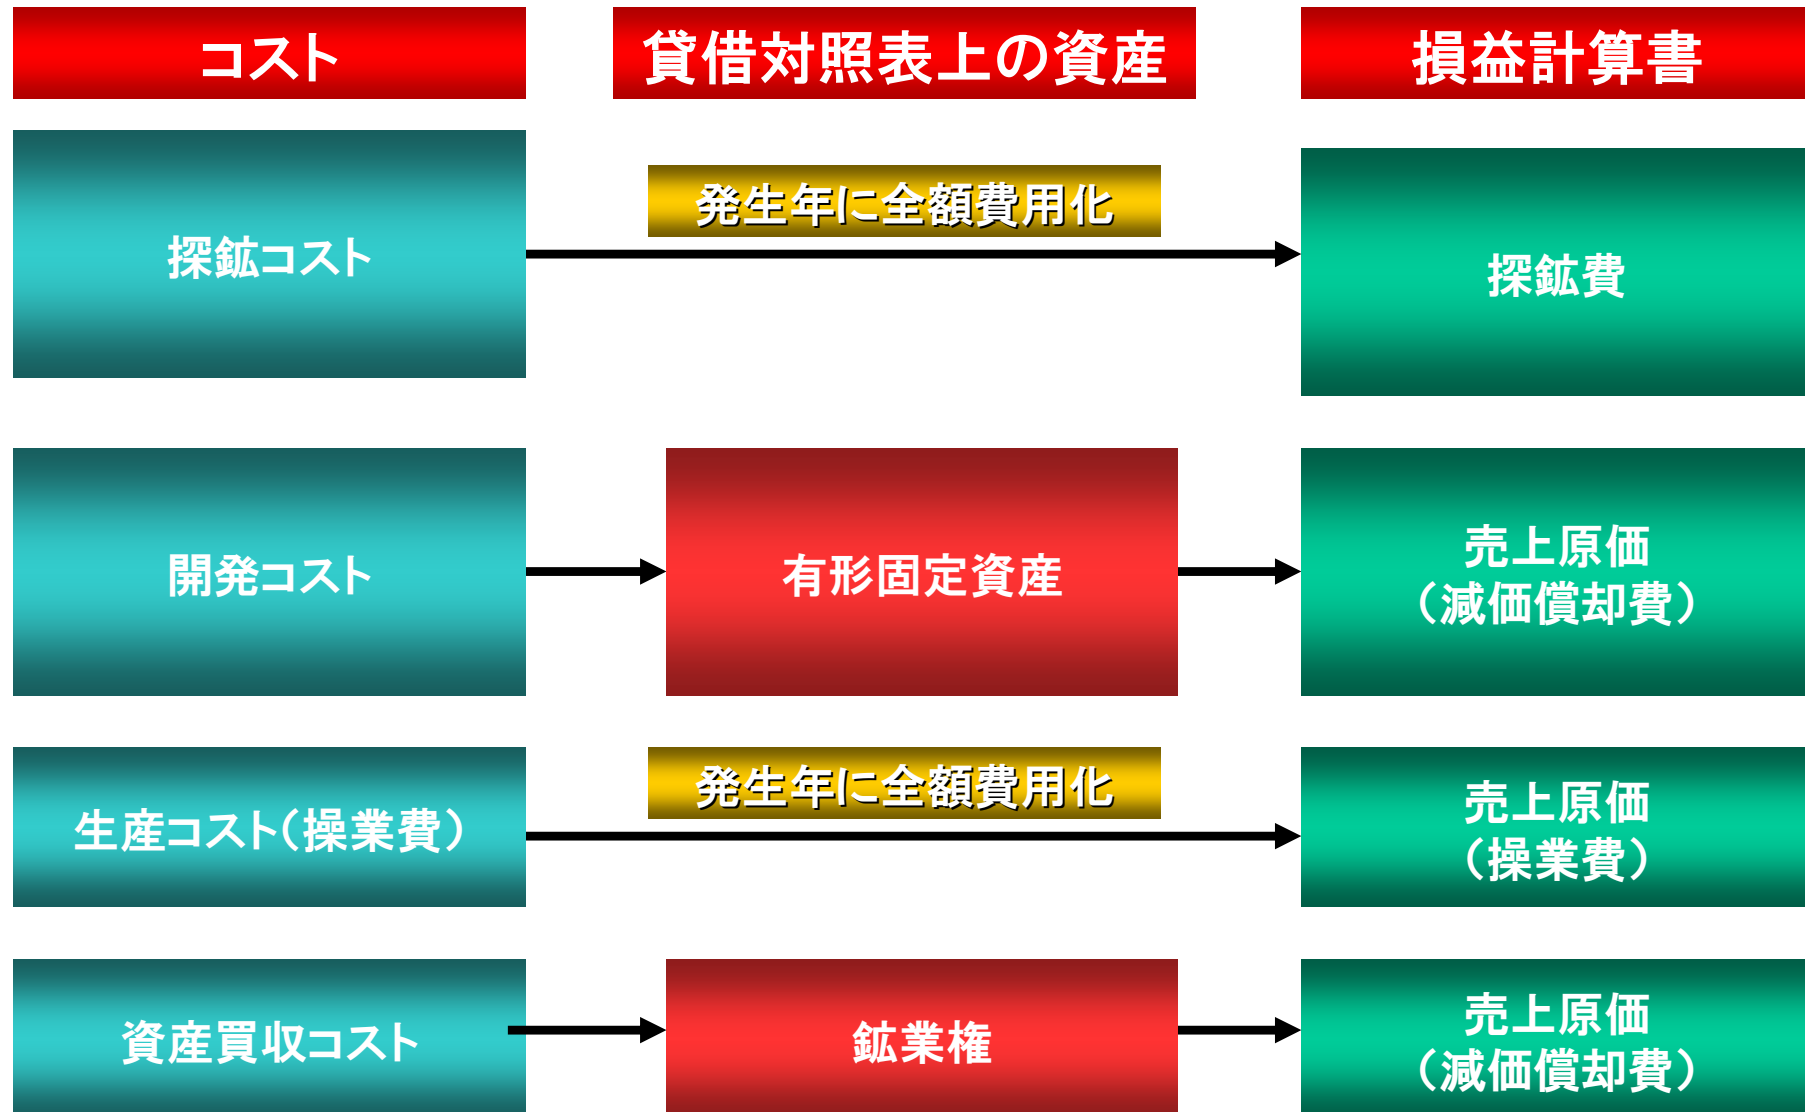 コスト
貸借対照表上の資産
損益計算書
探鉱コスト
発生年に全額費用化
探鉱費
開発コスト
有形固定資産
売上原価
（減価償却費）
生産コスト（操業費）
発生年に全額費用化
売上原価
（操業費）
資産買収コスト
鉱業権
売上原価
（減価償却費）